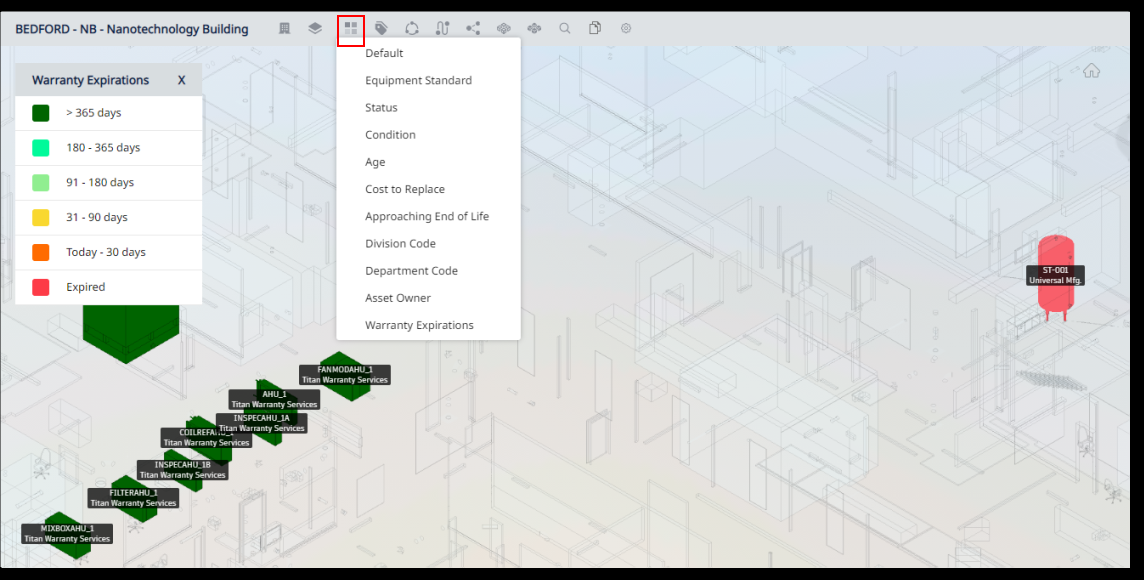 BEDFORD - NB - Nanotechnology Building
Warranty Expirations X
> 365 days
180 - 365 days
91 - 180 days
31 - 90 days
Today - 30 days
Expired
Default
Equipment Standard
Status
Condition
Age
Cost to Replace
Approaching End of Life
Division Code
Department Code
Asset Owner
Warranty Expirations
ST-001
Universal Mfg.
FANMODAHU_1
Titan Warranty Services
AHU_1
Titan Warranty Services
INSPECAHU_1A
Titan Warranty Services
COILREFAHU_
Titan Warranty Services
INSPECAHU_1B
Titan Warranty Services
FILTERAHU_1
Titan Warranty Services
MIXBOXAHU_1
Titan Warranty Services